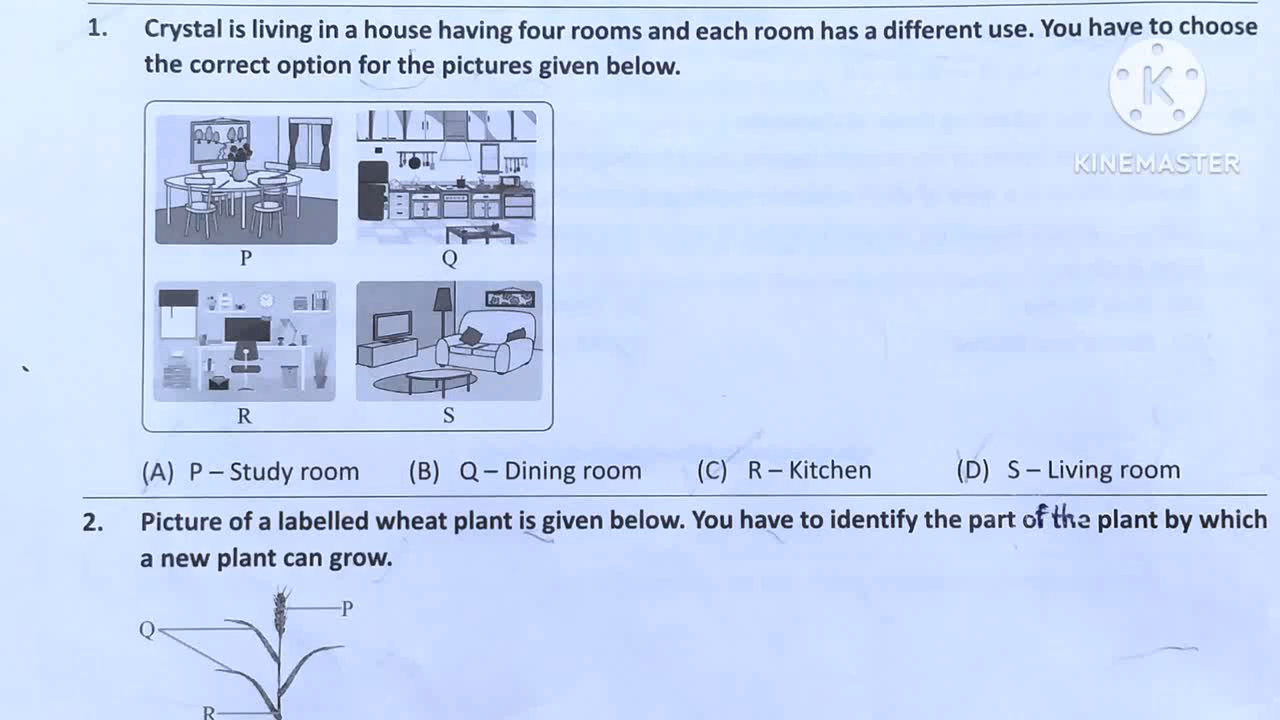 1. Crystal is living in a house having four rooms and each room has a different use. You have to choose
the correct option for the pictures given below.
K
KINEMASTER
P Q
R S
(A) P – Study room (B) Q – Dining room (C) R – Kitchen (D) S – Living room
2. Picture of a labelled wheat plant is given below. You have to identify the part of the plant by which
a new plant can grow.
P
Q
R